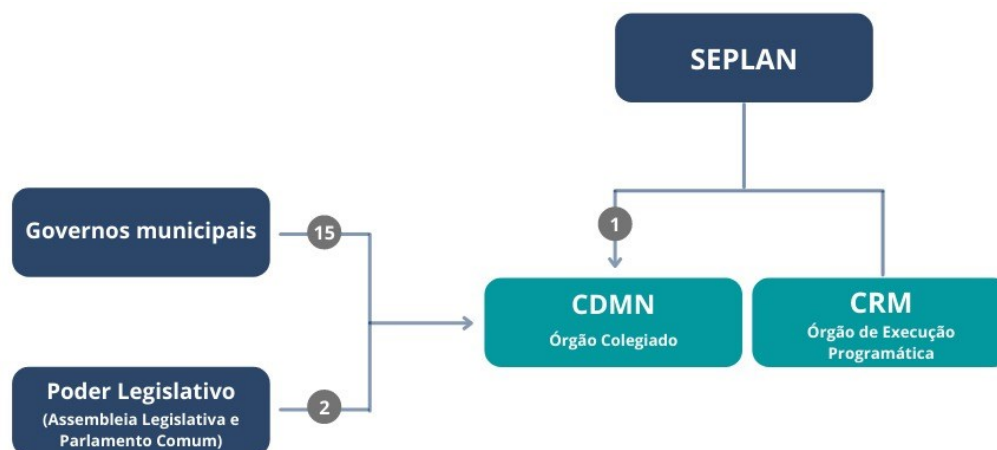 SEPLAN
Governos municipais
15
1
CDMN
Órgão Colegiado
CRM
Órgão de Execução
Programática
Poder Legislativo
(Assembleia Legislativa e
Parlamento Comum)
2